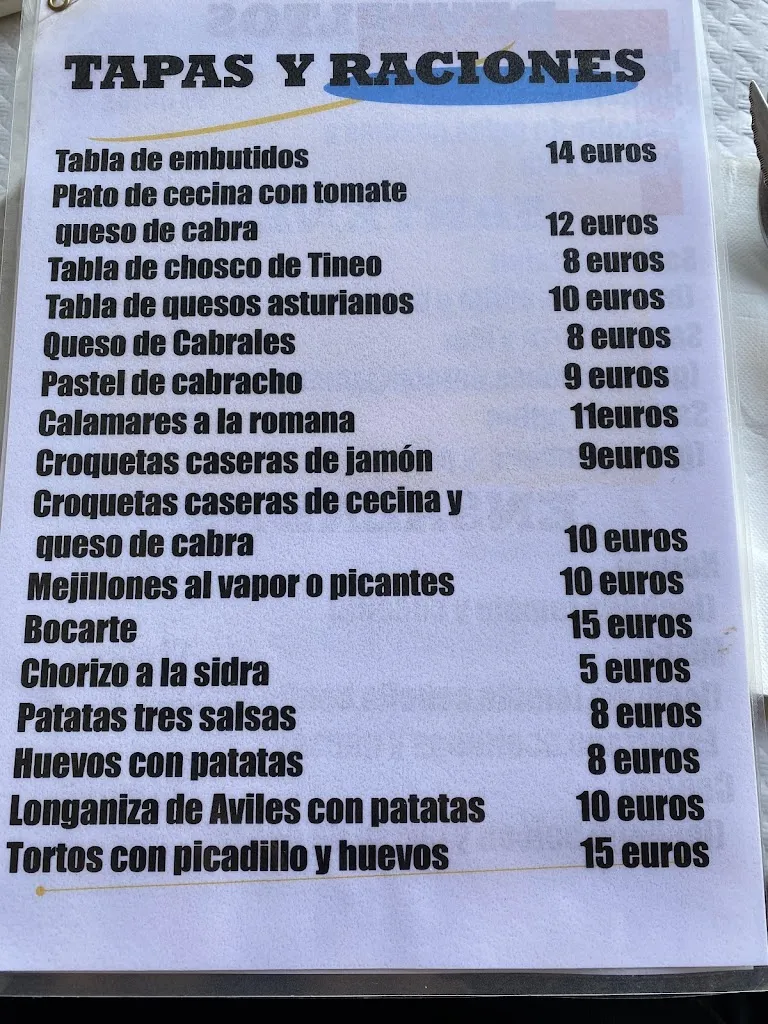 TAPAS Y RACIONES
Tabla de embutidos 14 euros
Plato de cecina con tomate
queso de cabra 12 euros
Tabla de chosco de Tineo 8 euros
Tabla de quesos asturianos 10 euros
Queso de Cabrales 8 euros
Pastel de cabracho 9 euros
Calamares a la romana 11euros
Croquetas caseras de jamón 9euros
Croquetas caseras de cecina y
queso de cabra 10 euros
Mejillones al vapor o picantes 10 euros
Bocarte 15 euros
Chorizo a la sidra 5 euros
Patatas tres salsas 8 euros
Huevos con patatas 8 euros
Longaniza de Aviles con patatas 10 euros
Tortos con picadillo y huevos 15 euros